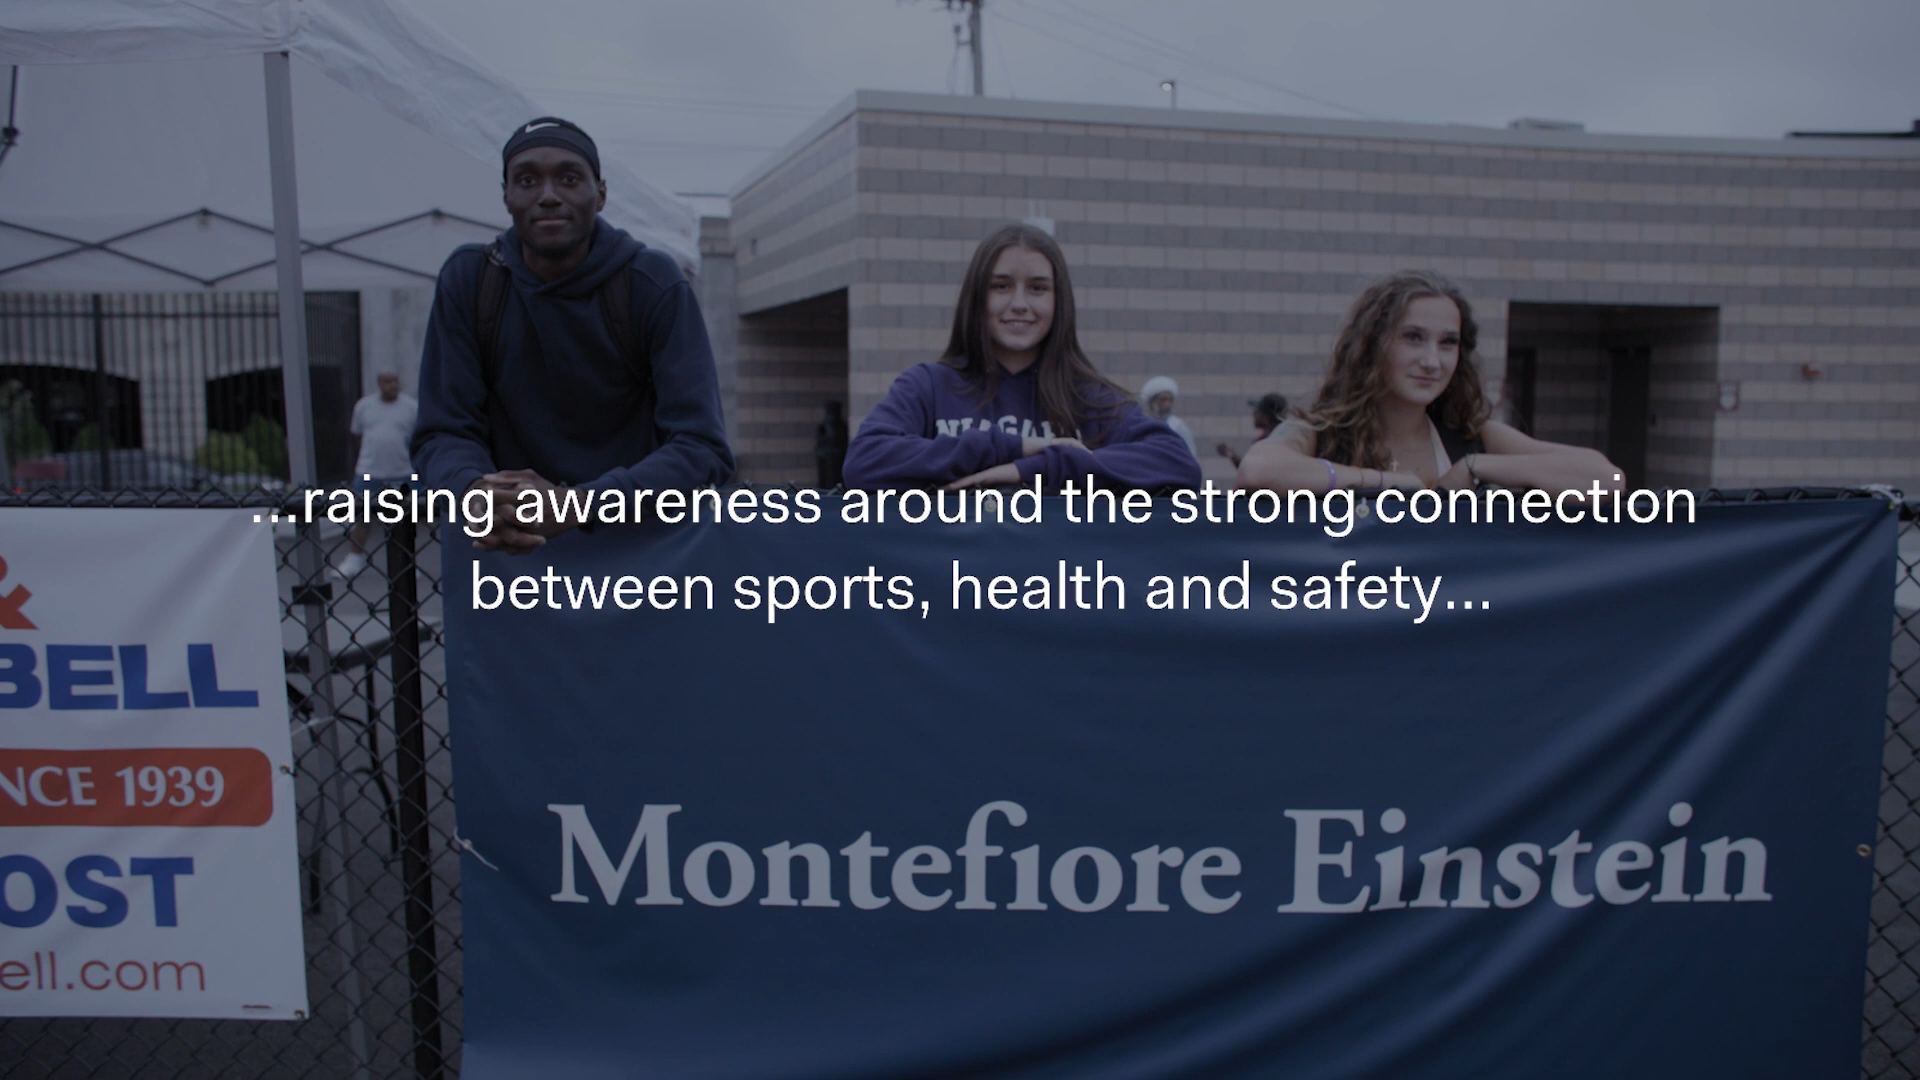 ...raising awareness around the strong connection
between sports, health and safety...
&
BELL
NCE 1939
OST
ell.com
Montefiore Einstein